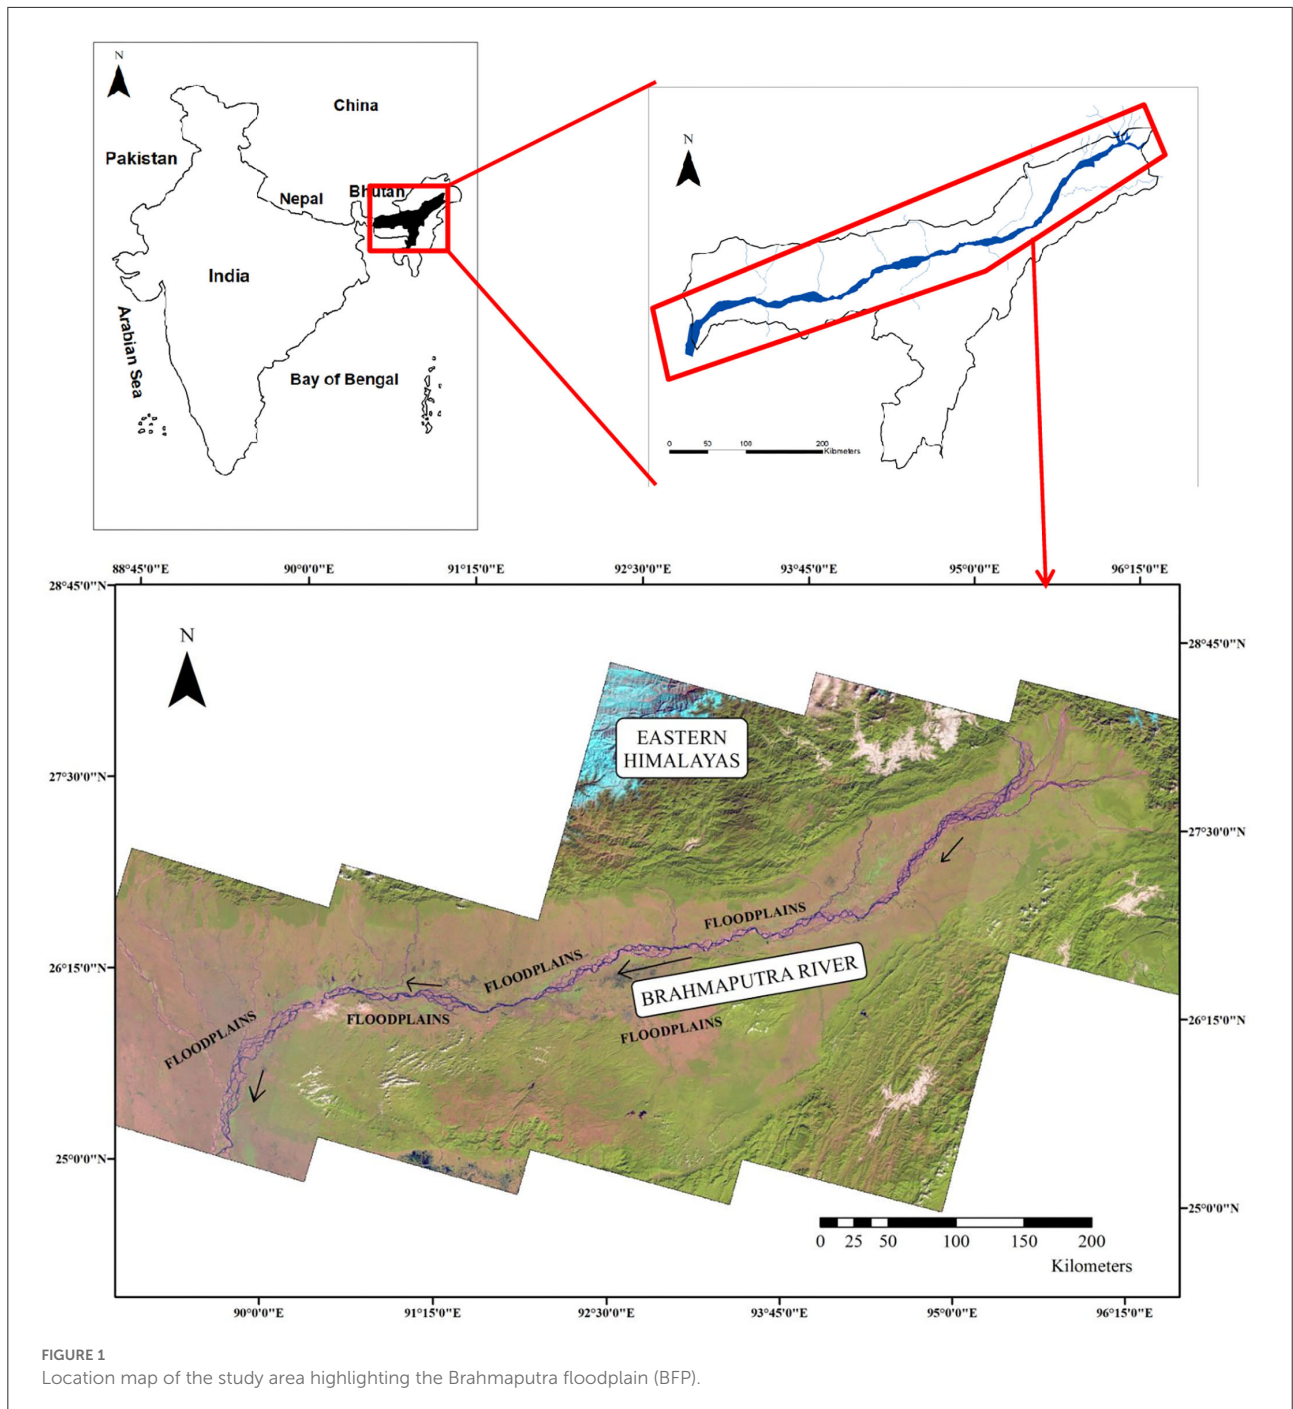 N
China
Pakistan
Bhutan
Nepal
India
Arabian Sea
Bay of Bengal
N
0 50 100 200
Kilometers
88°45'0"E 90°0'0"E 91°15'0"E 92°30'0"E 93°45'0"E 95°0'0"E 96°15'0"E
28°45'0"N
28°45'0"N
N
EASTERN
HIMALAYAS
27°30'0"N
27°30'0"N
FLOODPLAINS
FLOODPLAINS
26°15'0"N
BRAHMAPUTRA RIVER
FLOODPLAINS
FLOODPLAINS
FLOODPLAINS
26°15'0"N
25°0'0"N
25°0'0"N
0 25 50 100 150 200
Kilometers
90°0'0"E 91°15'0"E 92°30'0"E 93°45'0"E 95°0'0"E 96°15'0"E
FIGURE 1
Location map of the study area highlighting the Brahmaputra floodplain (BFP).